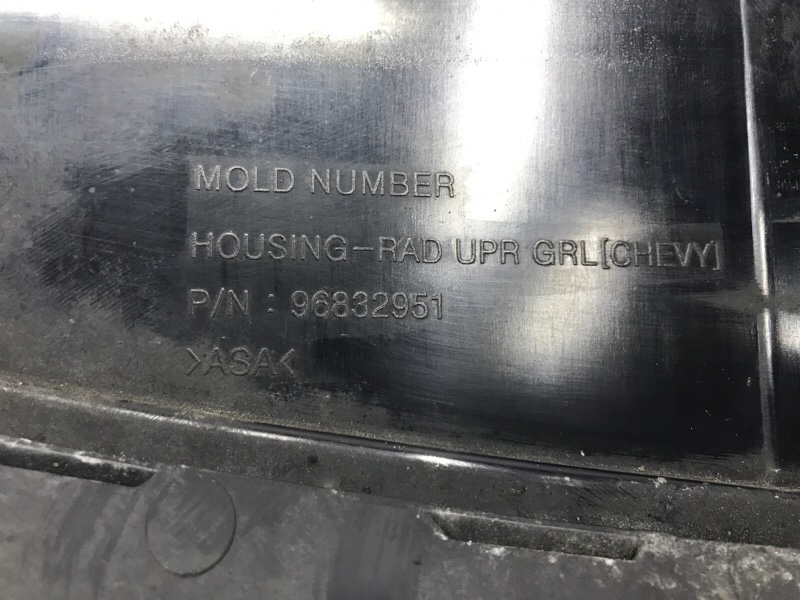 MOLD NUMBER
HOUSING-RAD UPR GRL[CHEVY]
P/N : 96832951
>ASA<